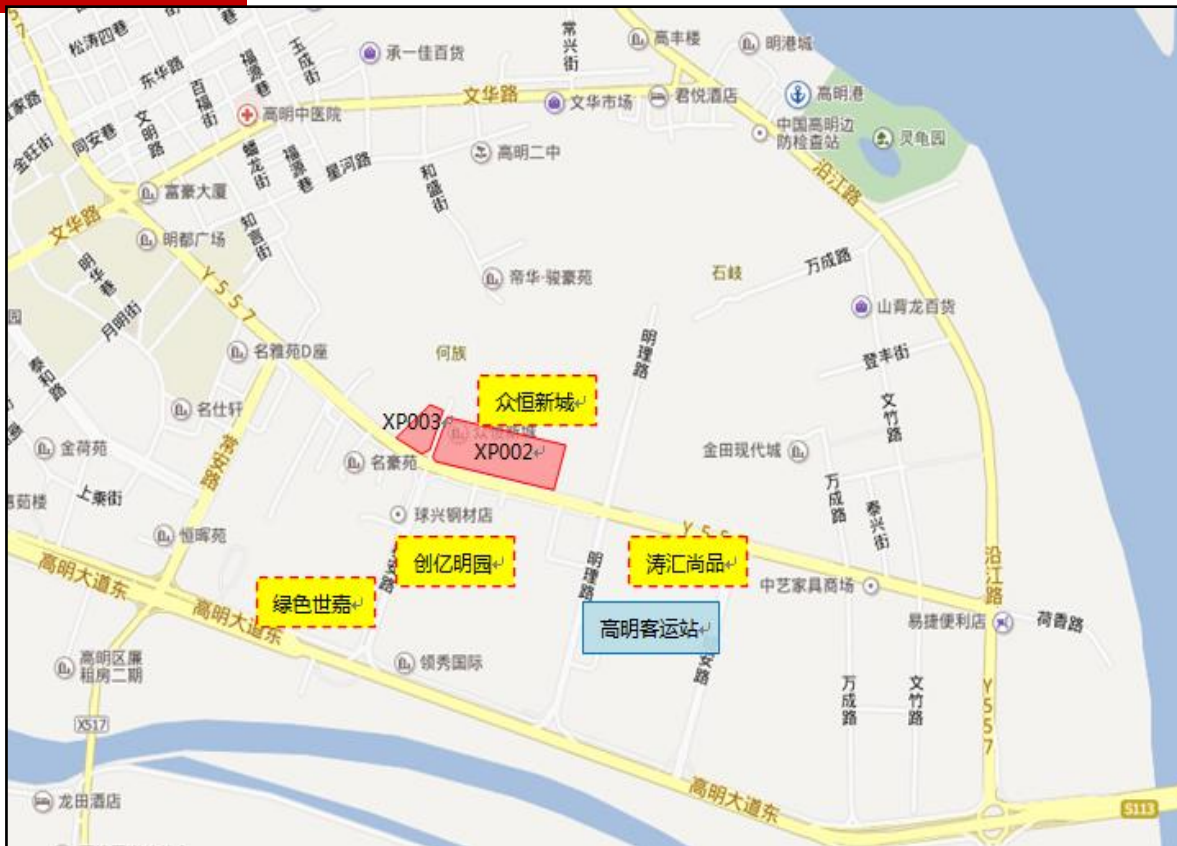 松涛四巷
东华路
福源巷
玉成街
承一佳百货
常兴街
高丰楼
明港城
文华路
文华市场
君悦酒店
高明港
中国高明边
防检查站
灵龟园
百福街
文明路
同安巷
金旺街
高明中医院
蟠龙街
福源巷
星河路
高明二中
和盛街
沿江路
富豪大厦
文华路
明都广场
知言街
明华巷
月明街
Y557
帝华·骏豪苑
石岐
万成路
山背龙百货
园
泰和路
名雅苑D座
何族
明理路
登丰街
众恒新城
XP003
众恒新城
XP002
名仕轩
文竹路
金荷苑
常安路
名豪苑
金田现代城
上乘街
球兴钢材店
万成路
泰兴街
恒晖苑
创亿明园
涛汇尚品
明理路
中艺家具商场
沿江路
高明大道东
绿色世嘉
高明大道东
高明客运站
易捷便利店
荷香路
高明区廉
租房二期
领秀国际
安路
万成路
文竹路
Y557
X517
龙田酒店
高明大道东
S113